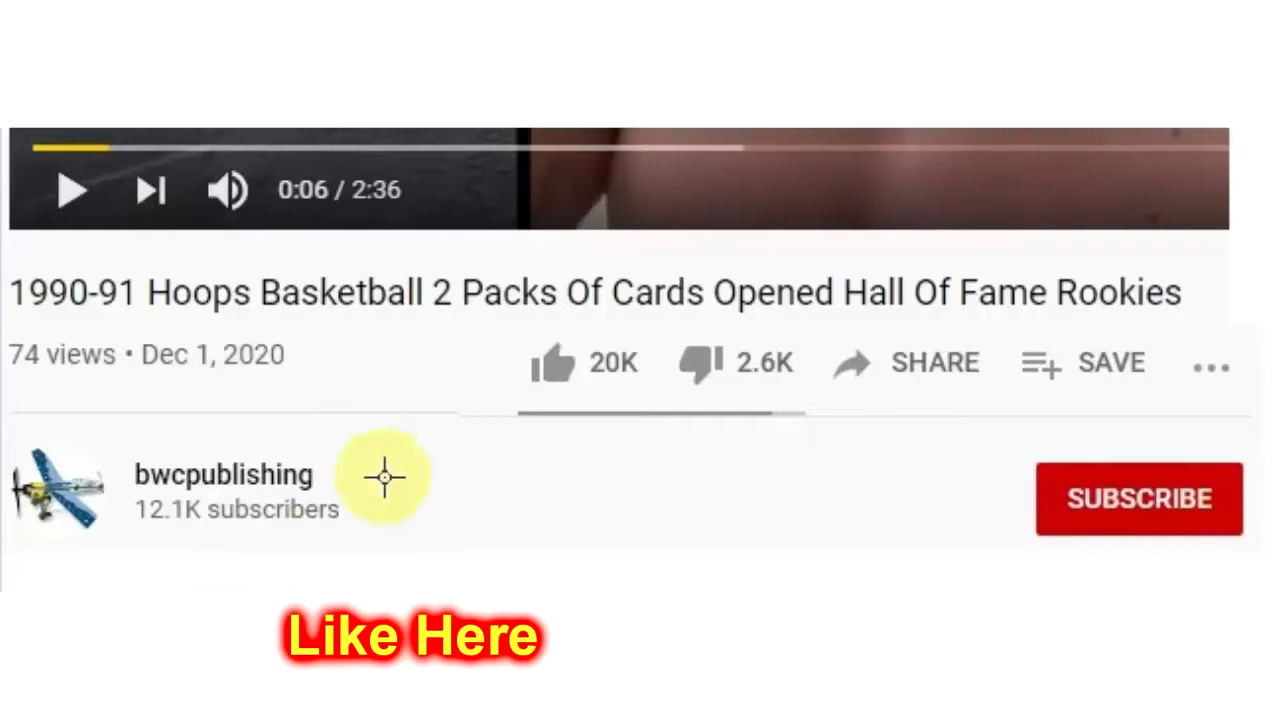 0:06 / 2:36
1990-91 Hoops Basketball 2 Packs Of Cards Opened Hall Of Fame Rookies
74 views • Dec 1, 2020
20K 2.6K SHARE SAVE ...
bwcpublishing
12.1K subscribers
SUBSCRIBE
Like Here